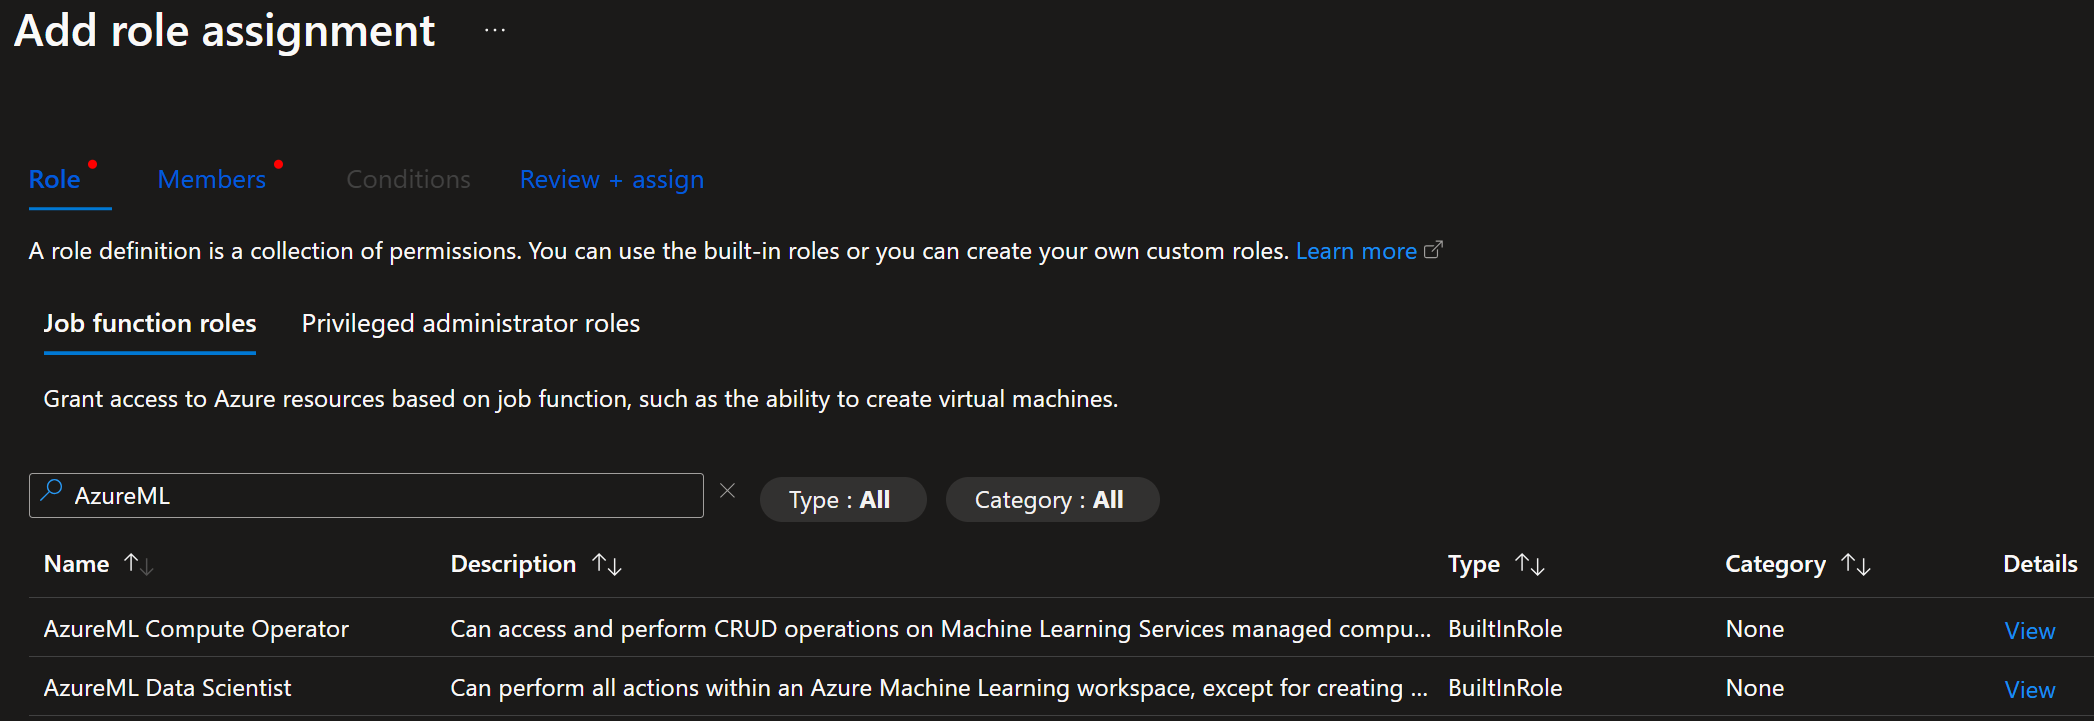 Add role assignment ...
Role Members Conditions Review + assign
A role definition is a collection of permissions. You can use the built-in roles or you can create your own custom roles. Learn more
Job function roles Privileged administrator roles
Grant access to Azure resources based on job function, such as the ability to create virtual machines.
AzureML Type : All Category : All
Name Description Type Category Details
AzureML Compute Operator Can access and perform CRUD operations on Machine Learning Services managed compu... BuiltInRole None View
AzureML Data Scientist Can perform all actions within an Azure Machine Learning workspace, except for creating ... BuiltInRole None View